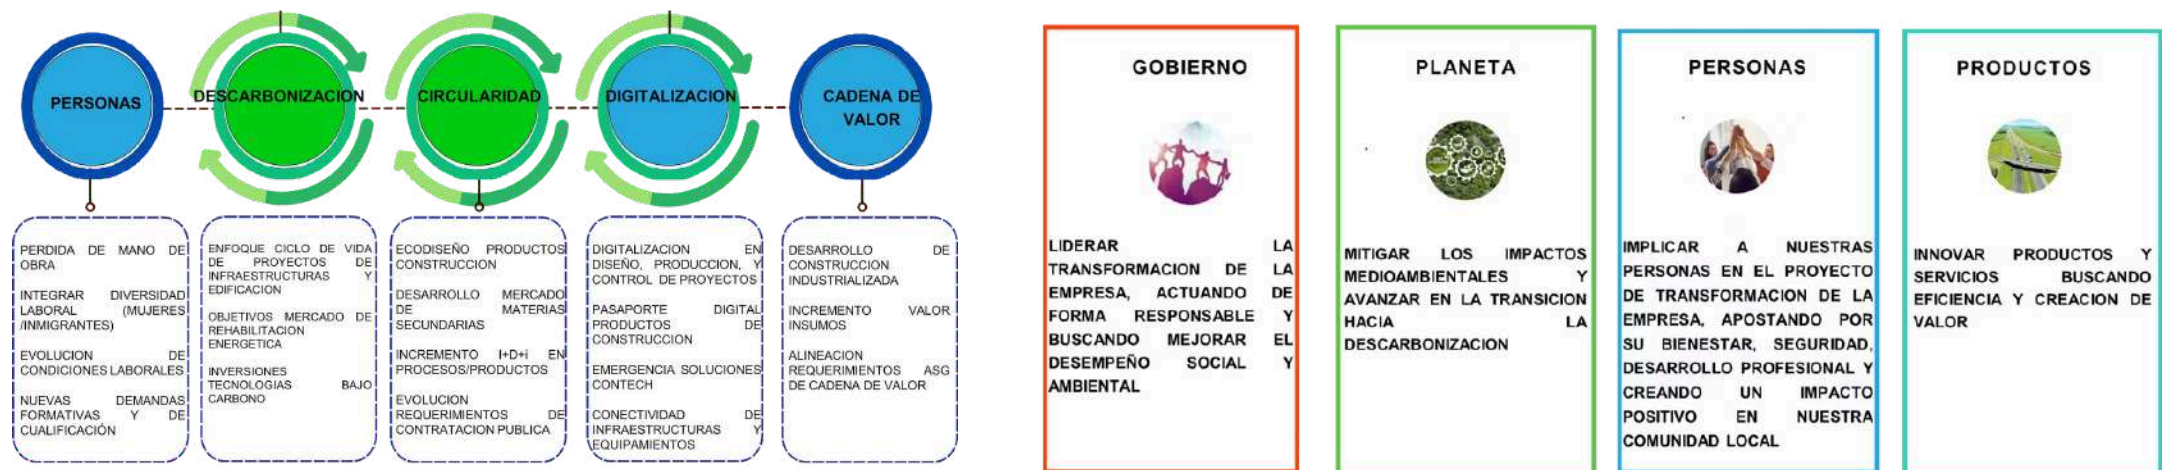 PERSONAS
PERDIDA DE MANO DE
OBRA
INTEGRAR DIVERSIDAD
LABORAL (MUJERES
/INMIGRANTES)
EVOLUCION DE
CONDICIONES LABORALES
NUEVAS DEMANDAS
FORMATIVAS Y DE
CUALIFICACIÓN
DESCARBONIZACION
ENFOQUE CICLO DE VIDA
DE PROYECTOS DE
INFRAESTRUCTURAS Y
EDIFICACION
OBJETIVOS MERCADO DE
REHABILITACION
ENERGETICA
INVERSIONES
TECNOLOGIAS BAJO
CARBONO
CIRCULARIDAD
ECODISEÑO PRODUCTOS
CONSTRUCCION
DESARROLLO MERCADO
DE MATERIAS
SECUNDARIAS
INCREMENTO I+D+i EN
PROCESOS/PRODUCTOS
EVOLUCION
REQUERIMIENTOS DE
CONTRATACION PUBLICA
DIGITALIZACION
DIGITALIZACION EN
DISEÑO, PRODUCCION, Y
CONTROL DE PROYECTOS
PASAPORTE DIGITAL
PRODUCTOS DE
CONSTRUCCION
EMERGENCIA SOLUCIONES
CONTECH
CONECTIVIDAD DE
INFRAESTRUCTURAS Y
EQUIPAMIENTOS
CADENA DE
VALOR
DESARROLLO DE
CONSTRUCCION
INDUSTRIALIZADA
INCREMENTO VALOR
INSUMOS
ALINEACION
REQUERIMIENTOS ASG
DE CADENA DE VALOR
GOBIERNO
LIDERAR LA
TRANSFORMACION DE LA
EMPRESA, ACTUANDO DE
FORMA RESPONSABLE Y
BUSCANDO MEJORAR EL
DESEMPEÑO SOCIAL Y
AMBIENTAL
PLANETA
MITIGAR LOS IMPACTOS
MEDIOAMBIENTALES Y
AVANZAR EN LA TRANSICION
HACIA LA
DESCARBONIZACION
PERSONAS
IMPLICAR A NUESTRAS
PERSONAS EN EL PROYECTO
DE TRANSFORMACION DE LA
EMPRESA, APOSTANDO POR
SU BIENESTAR, SEGURIDAD,
DESARROLLO PROFESIONAL Y
CREANDO UN IMPACTO
POSITIVO EN NUESTRA
COMUNIDAD LOCAL
PRODUCTOS
INNOVAR PRODUCTOS Y
SERVICIOS BUSCANDO
EFICIENCIA Y CREACION DE
VALOR